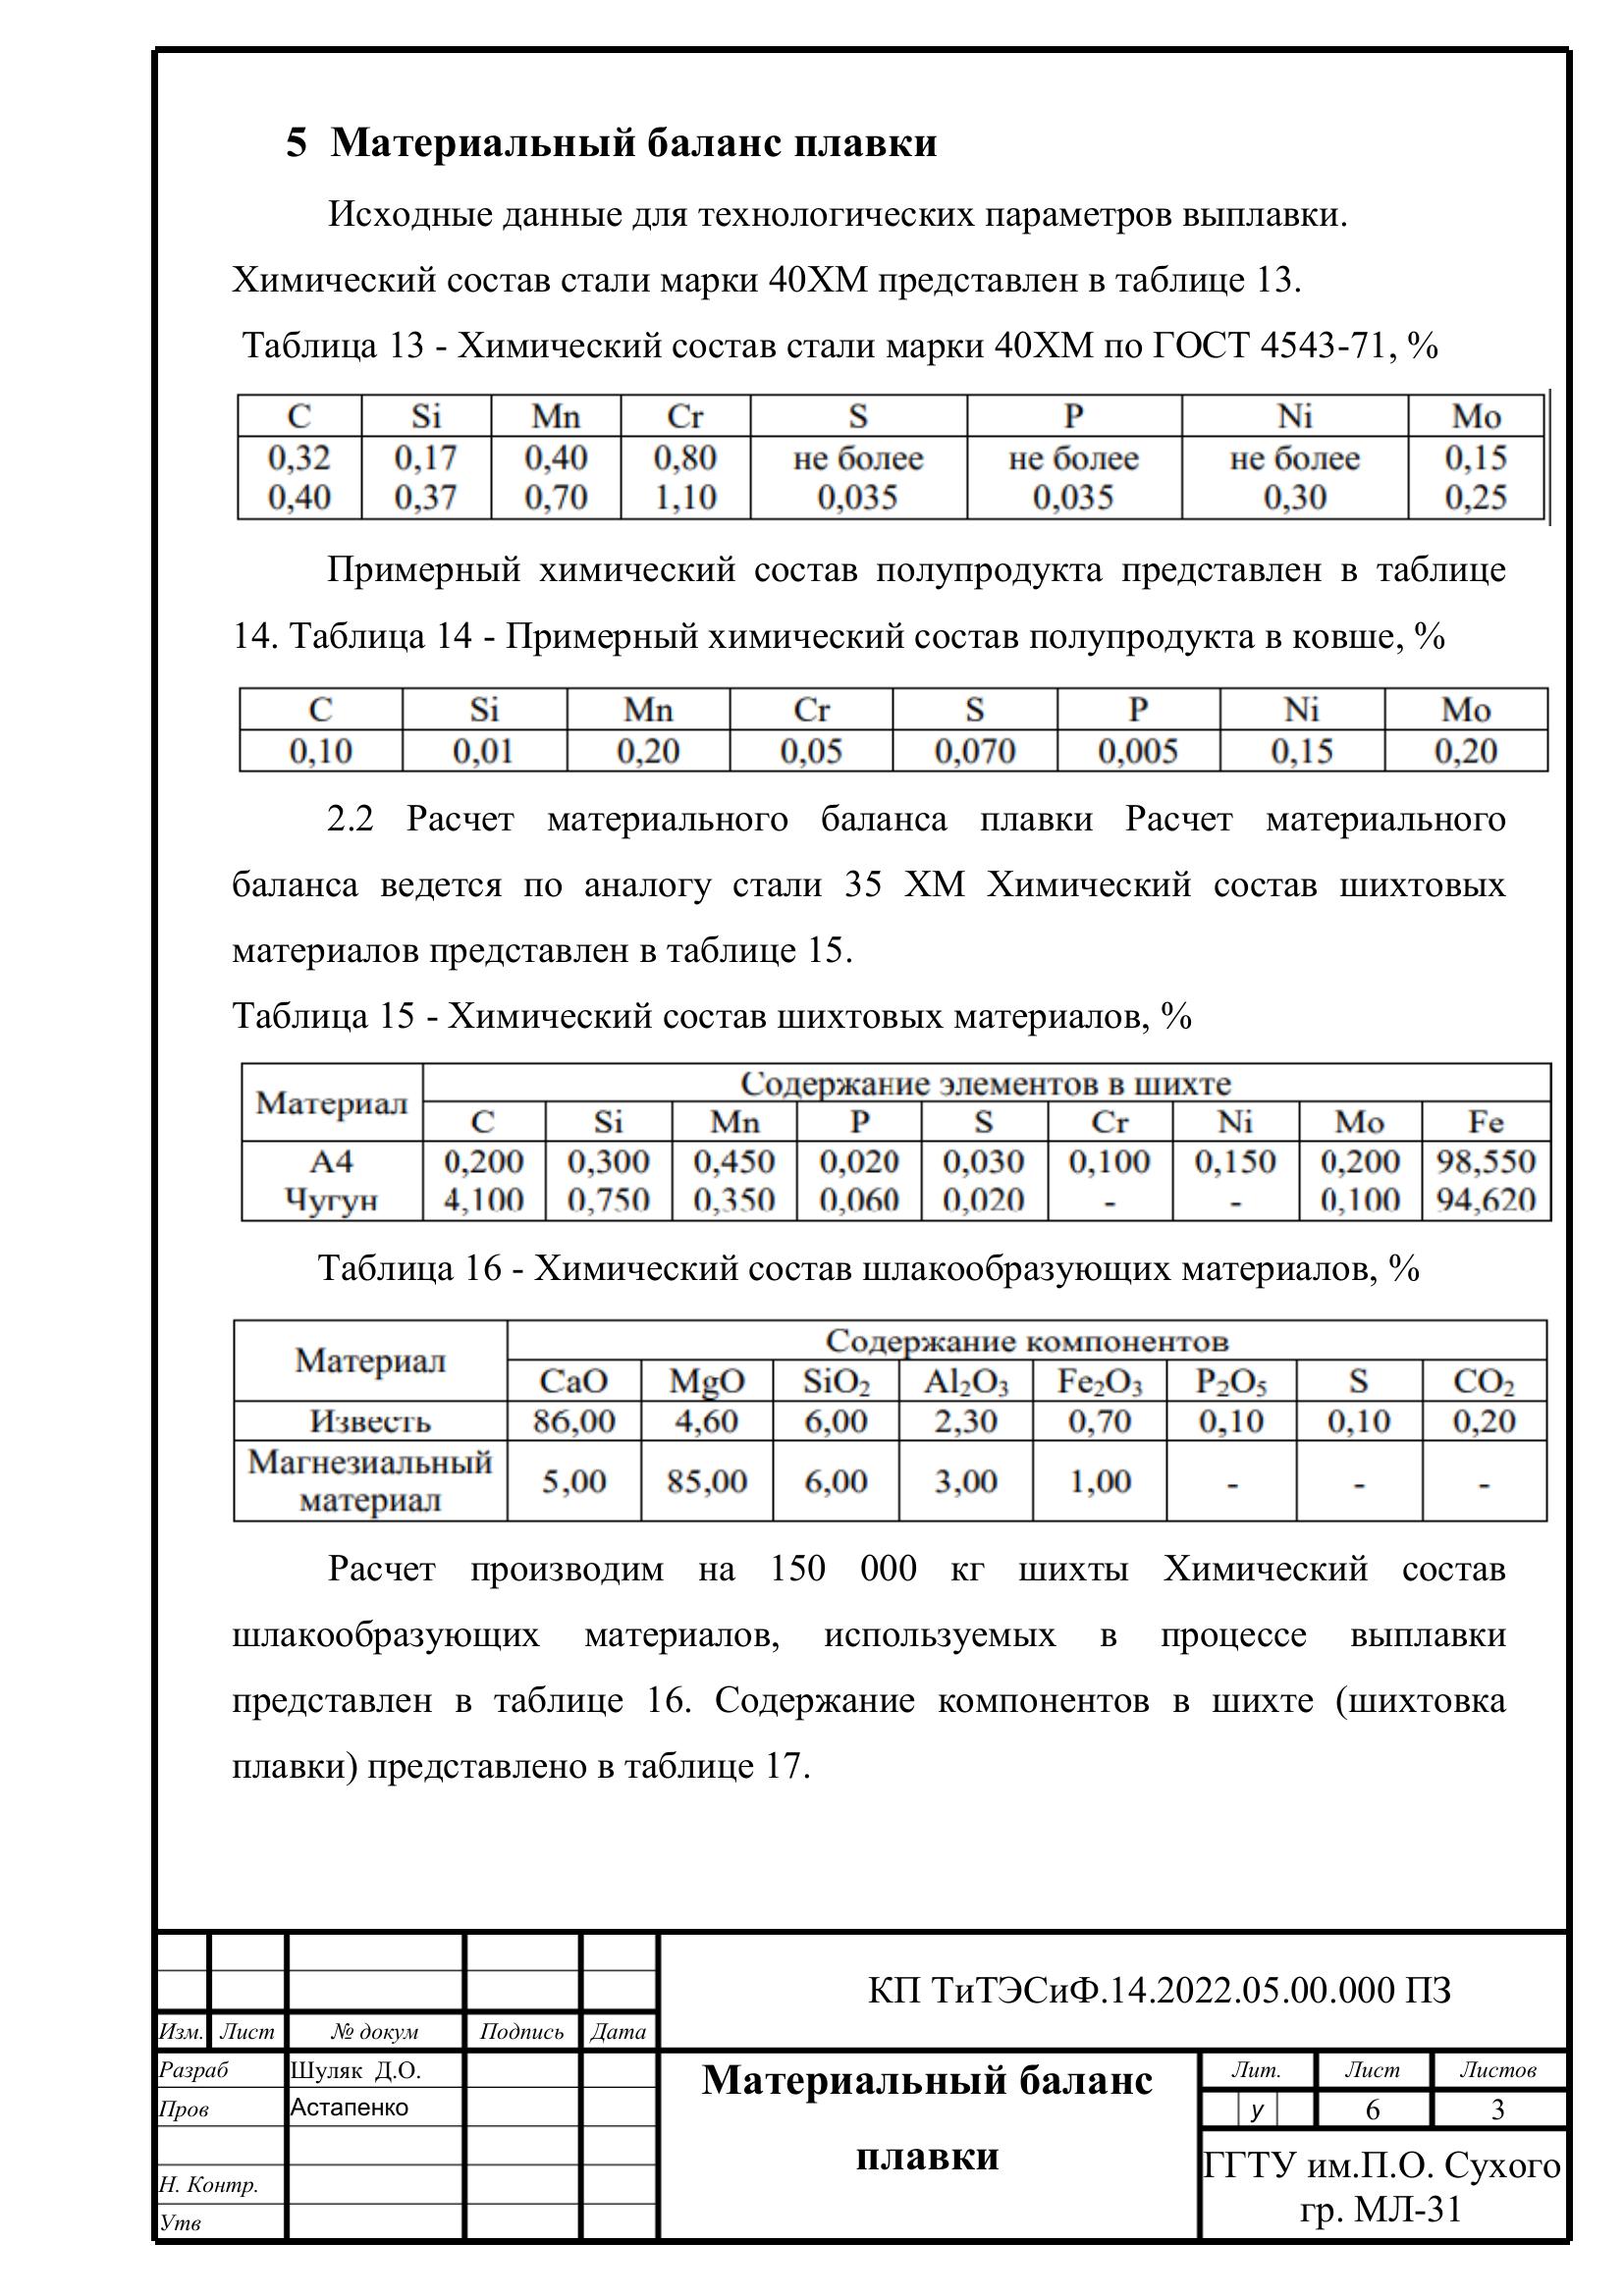 5 Материальный баланс плавки
Исходные данные для технологических параметров выплавки.
Химический состав стали марки 40ХМ представлен в таблице 13.
Таблица 13 - Химический состав стали марки 40ХМ по ГОСТ 4543-71, %
C Si Mn Cr S P Ni Mo
0,32 0,17 0,40 0,80 не более не более не более 0,15
0,40 0,37 0,70 1,10 0,035 0,035 0,30 0,25
Примерный химический состав полупродукта представлен в таблице
14. Таблица 14 - Примерный химический состав полупродукта в ковше, %
C Si Mn Cr S P Ni Mo
0,10 0,01 0,20 0,05 0,070 0,005 0,15 0,20
2.2 Расчет материального баланса плавки Расчет материального
баланса ведется по аналогу стали 35 ХМ Химический состав шихтовых
материалов представлен в таблице 15.
Таблица 15 - Химический состав шихтовых материалов, %
Материал Содержание элементов в шихте
C Si Mn P S Cr Ni Mo Fe
А4 0,200 0,300 0,450 0,020 0,030 0,100 0,150 0,200 98,550
Чугун 4,100 0,750 0,350 0,060 0,020 - - 0,100 94,620
Таблица 16 - Химический состав шлакообразующих материалов, %
Материал Содержание компонентов
CaO MgO SiO₂ Al₂O₃ Fe₂O₃ P₂O₅ S CO₂
Известь 86,00 4,60 6,00 2,30 0,70 0,10 0,10 0,20
Магнезиальный
материал 5,00 85,00 6,00 3,00 1,00 - - -
Расчет производим на 150 000 кг шихты Химический состав
шлакообразующих материалов, используемых в процессе выплавки
представлен в таблице 16. Содержание компонентов в шихте (шихтовка
плавки) представлено в таблице 17.
КП ТиТЭСиФ.14.2022.05.00.000 ПЗ
Изм. Лист № докум Подпись Дата
Разраб Шуляк Д.О.
Пров Астапенко
Н. Контр.
Утв
Материальный баланс
плавки
Лит. Лист Листов
у 6 3
ГГТУ им.П.О. Сухого
гр. МЛ-31